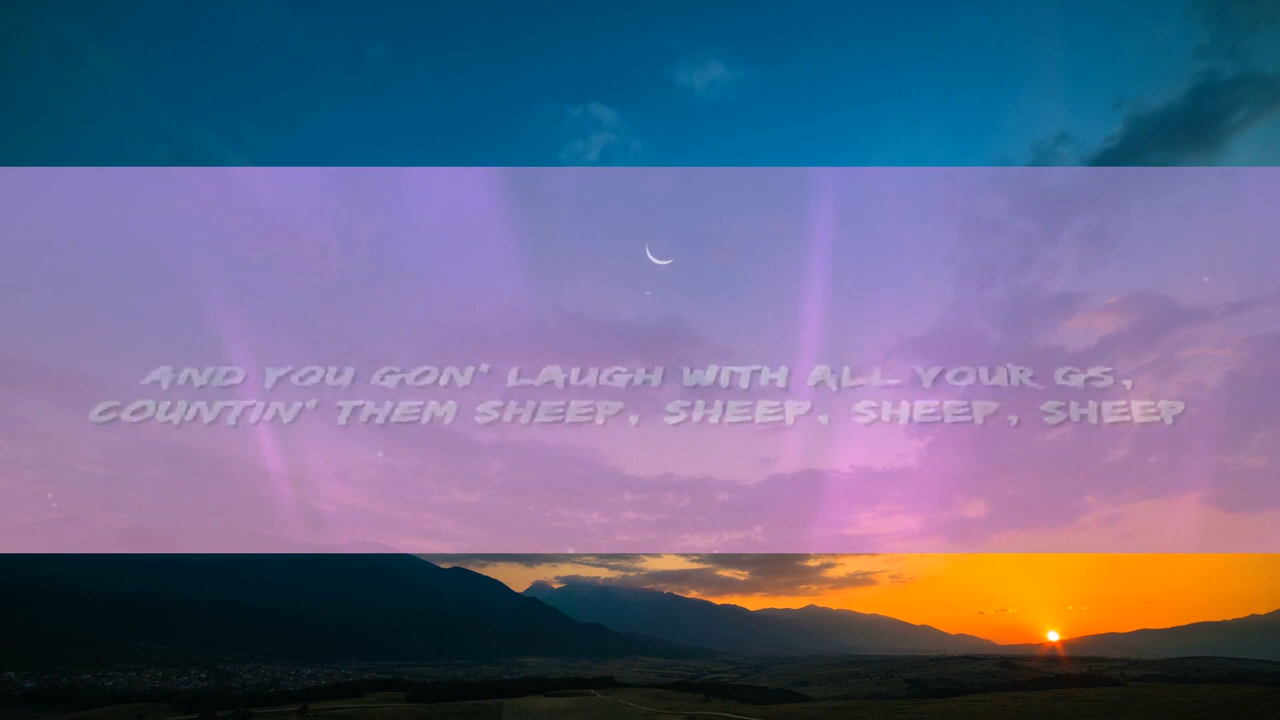 AND YOU GON' LAUGH WITH ALL YOUR GS,
COUNTIN' THEM SHEEP, SHEEP, SHEEP, SHEEP